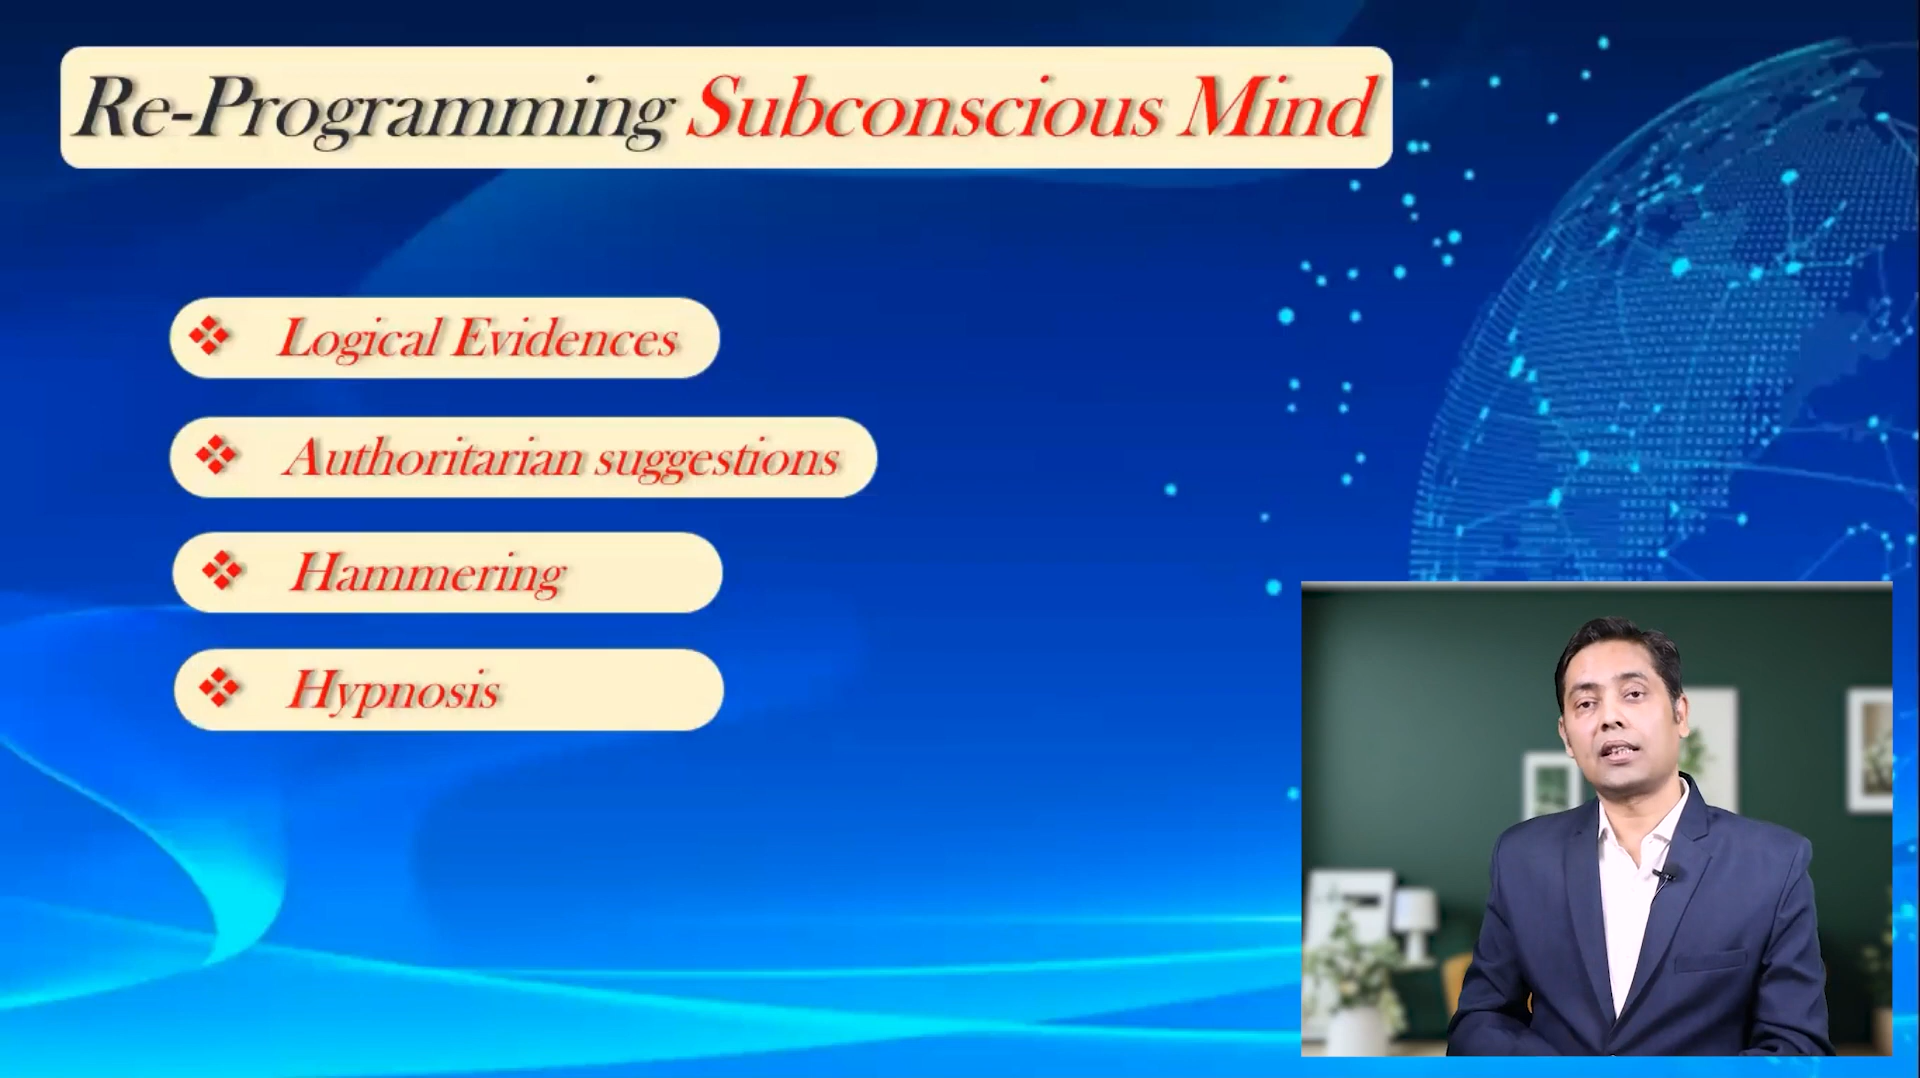 Re-Programming Subconscious Mind
Logical Evidences
Authoritarian suggestions
Hammering
Hypnosis